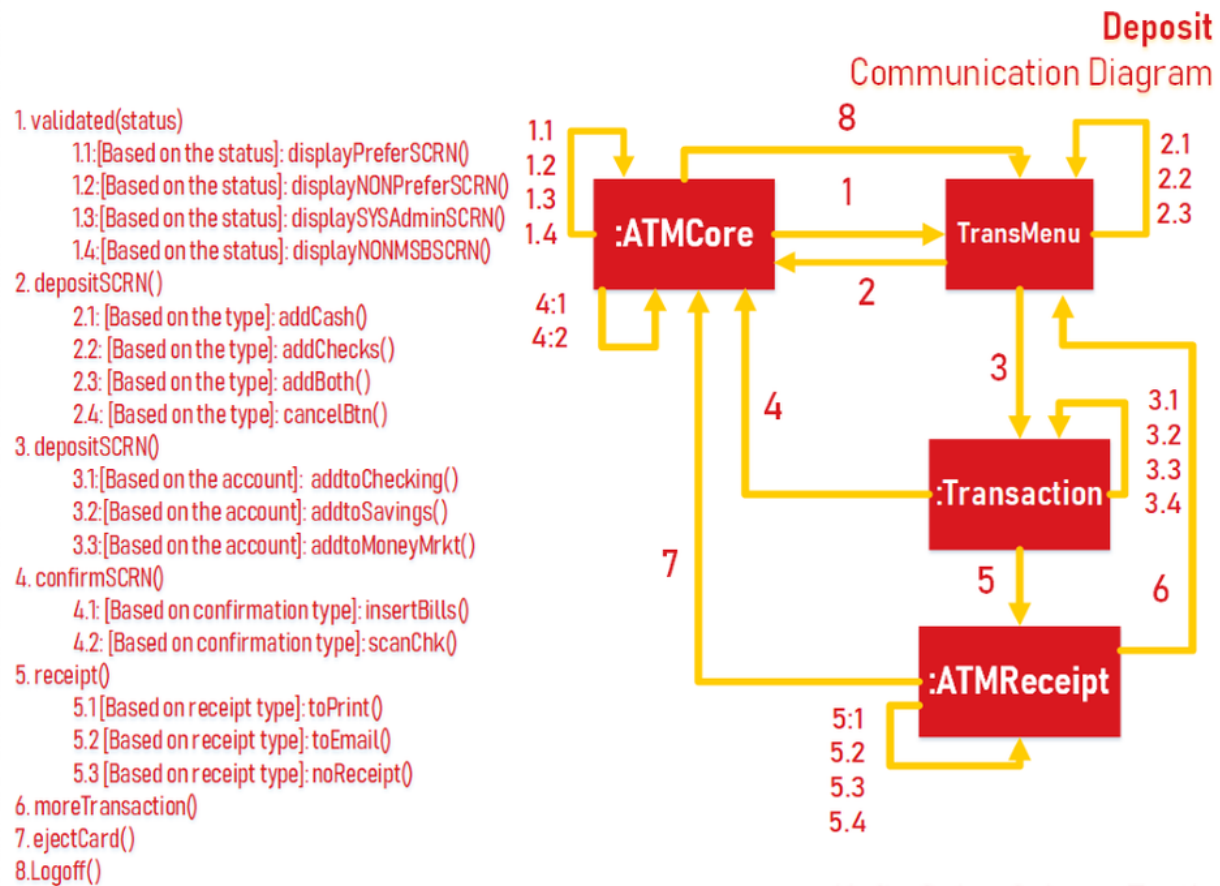 Deposit
Communication Diagram
1. validated(status)
1.1:[Based on the status]: displayPreferSCRN()
1.2:[Based on the status]: displayNONPreferSCRN()
1.3:[Based on the status]: displaySYSAdminSCRN()
1.4:[Based on the status]: displayNONMSBSCRN()
2. depositSCRN()
2.1: [Based on the type]: addCash()
2.2: [Based on the type]: addChecks()
2.3: [Based on the type]: addBoth()
2.4: [Based on the type]: cancelBtn()
3. depositSCRN()
3.1:[Based on the account]: addtoChecking()
3.2:[Based on the account]: addtoSavings()
3.3:[Based on the account]: addtoMoneyMrkt()
4. confirmSCRN()
4.1: [Based on confirmation type]: insertBills()
4.2: [Based on confirmation type]: scanChk()
5. receipt()
5.1 [Based on receipt type]: toPrint()
5.2 [Based on receipt type]: toEmail()
5.3 [Based on receipt type]: noReceipt()
6. moreTransaction()
7. ejectCard()
8.Logoff()
1.1
1.2
1.3
1.4
8
:ATMCore
1
2
TransMenu
2.1
2.2
2.3
4:1
4:2
3
4
:Transaction
3.1
3.2
3.3
3.4
7
5
6
:ATMReceipt
5:1
5.2
5.3
5.4